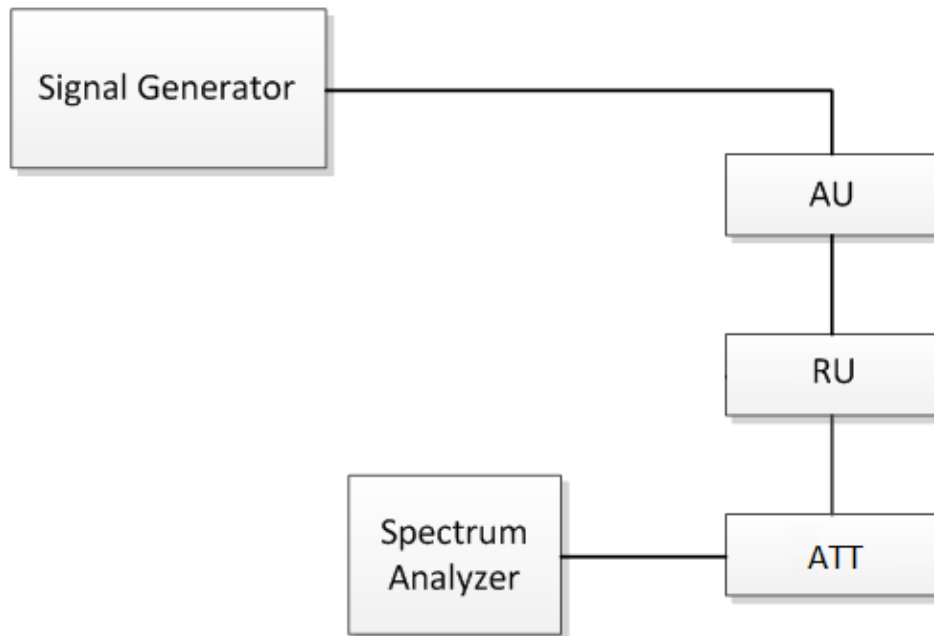 Signal Generator
AU
RU
Spectrum
Analyzer
ATT